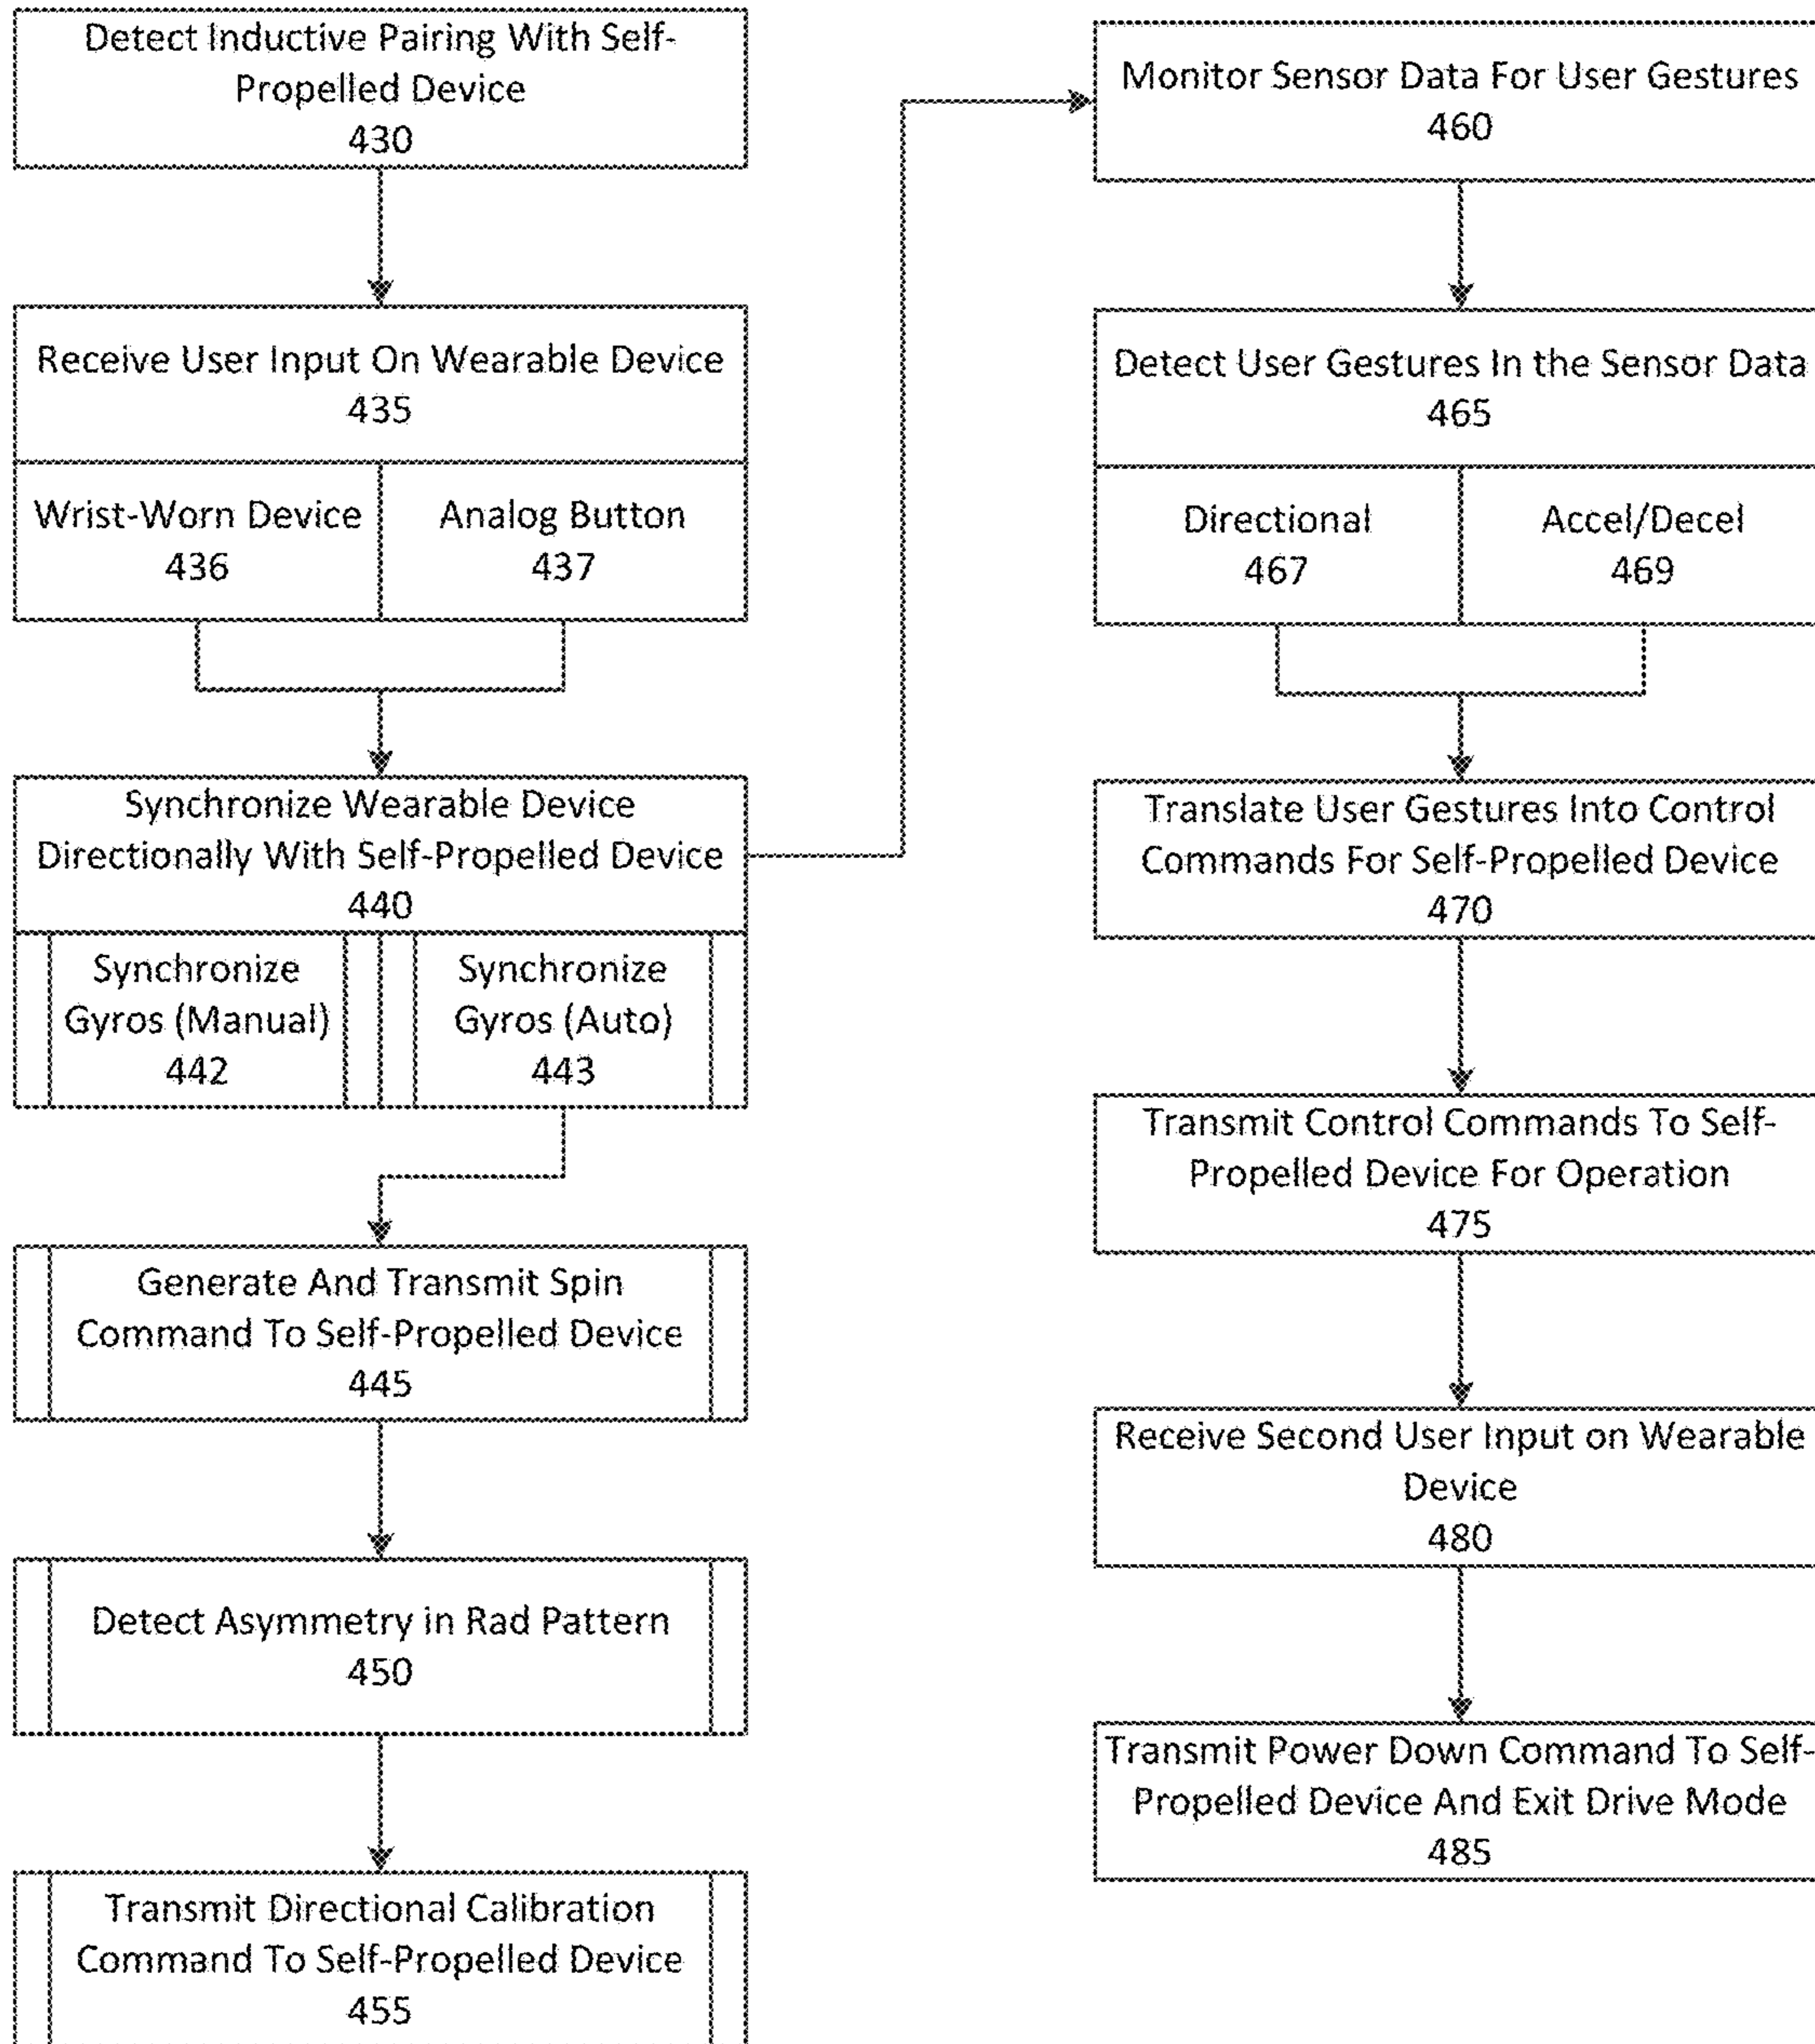 Detect Inductive Pairing With Self-
Propelled Device
430
Receive User Input On Wearable Device
435
Wrist-Worn Device
436
Analog Button
437
Synchronize Wearable Device
Directionally With Self-Propelled Device
440
Synchronize
Gyros (Manual)
442
Synchronize
Gyros (Auto)
443
Generate And Transmit Spin
Command To Self-Propelled Device
445
Detect Asymmetry in Rad Pattern
450
Transmit Directional Calibration
Command To Self-Propelled Device
455
Monitor Sensor Data For User Gestures
460
Detect User Gestures In the Sensor Data
465
Directional
467
Accel/Decel
469
Translate User Gestures Into Control
Commands For Self-Propelled Device
470
Transmit Control Commands To Self-
Propelled Device For Operation
475
Receive Second User Input on Wearable
Device
480
Transmit Power Down Command To Self-
Propelled Device And Exit Drive Mode
485